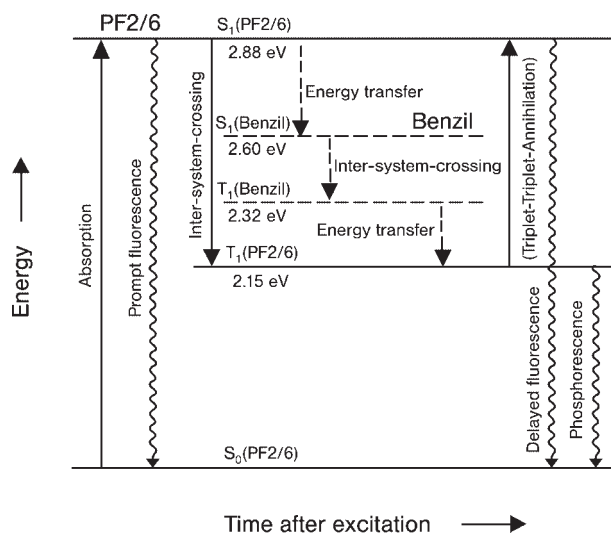 PF2/6
S₁(PF2/6)
2.88 eV
Energy transfer
S₁(Benzil)
Benzil
2.60 eV
Inter-system-crossing
T₁(Benzil)
2.32 eV
Energy transfer
T₁(PF2/6)
2.15 eV
S₀(PF2/6)
Energy
Absorption
Prompt fluorescence
Inter-system-crossing
(Triplet-Triplet-Annihilation)
Delayed fluorescence
Phosphorescence
Time after excitation